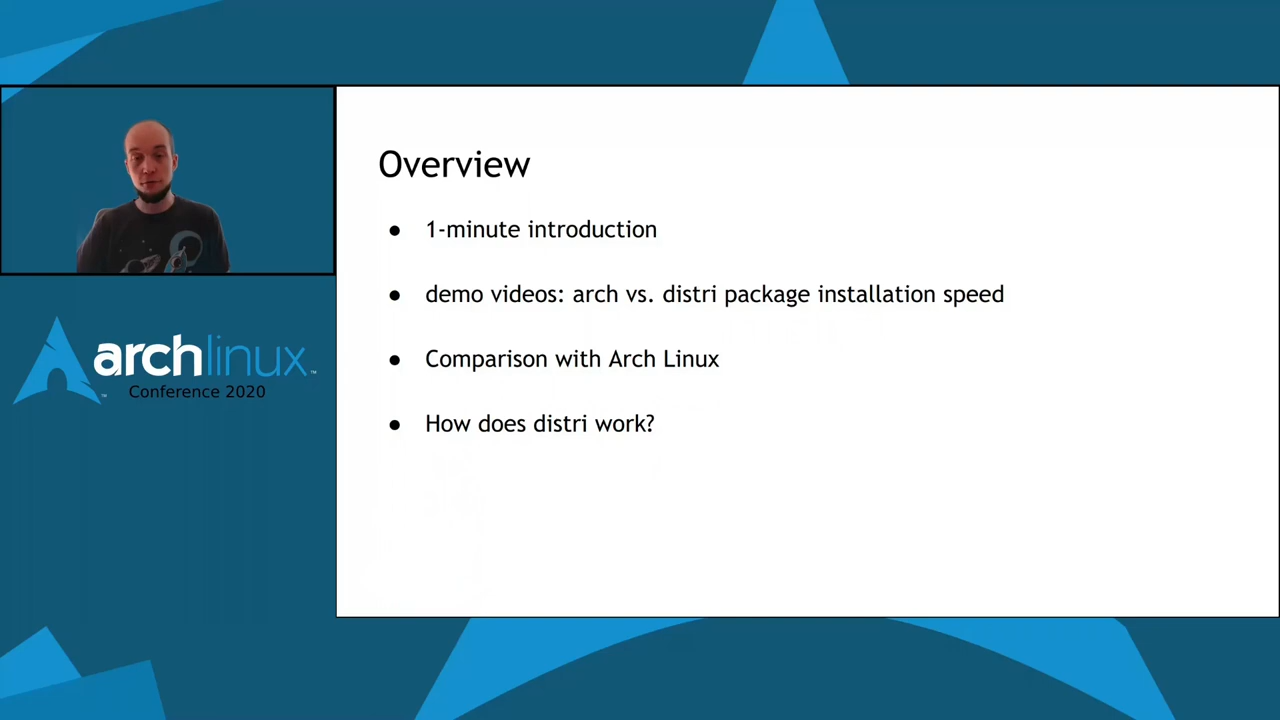 Overview
● 1-minute introduction
● demo videos: arch vs. distri package installation speed
● Comparison with Arch Linux
● How does distri work?
archlinux™
Conference 2020